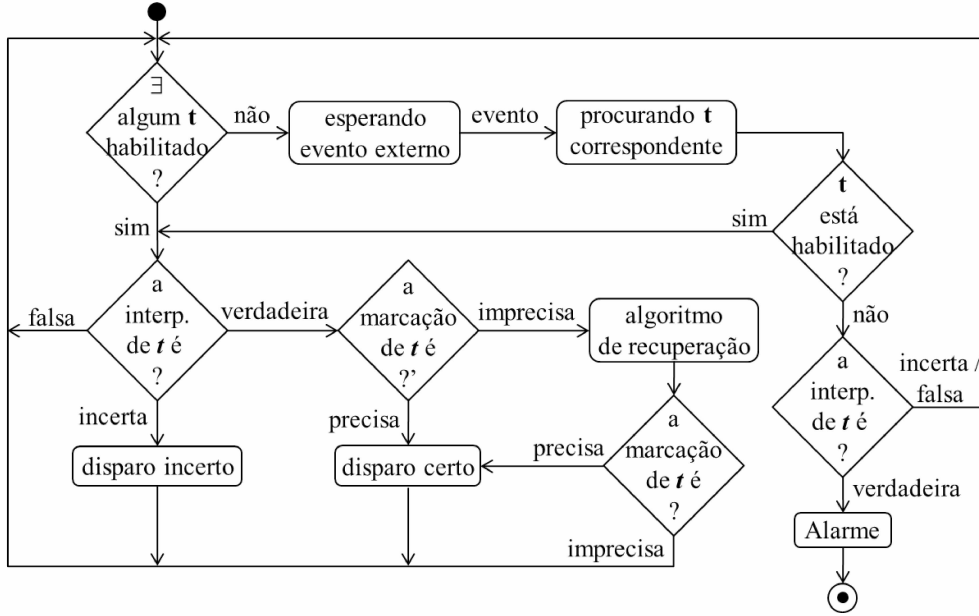 ∃
algum t
habilitado
?
não
esperando
evento externo
evento
procurando t
correspondente
t
está
habilitado
?
sim
sim
a
interp.
de t é
?
falsa
verdadeira
a
marcação
de t é
?’
imprecisa
algoritmo
de recuperação
não
a
interp.
de t é
?
incerta /
falsa
incerta
disparo incerto
precisa
disparo certo
precisa
a
marcação
de t é
?
imprecisa
verdadeira
Alarme